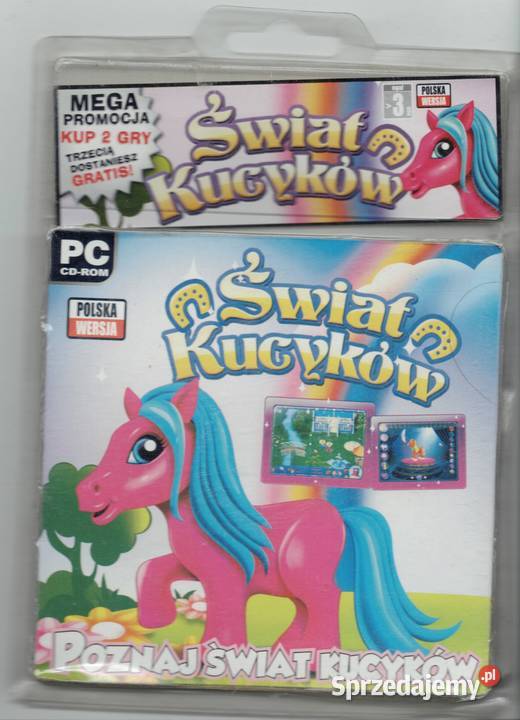 MEGA
PROMOCJA
KUP 2 GRY
TRZECIĄ
DOSTANIESZ
GRATIS!
Świat
Kucyków
3
POLSKA
WERSJA
PC
CD-ROM
POLSKA
WERSJA
Świat
Kucyków
POZNAJ ŚWIAT KUCYKÓW
Sprzedajemy.pl